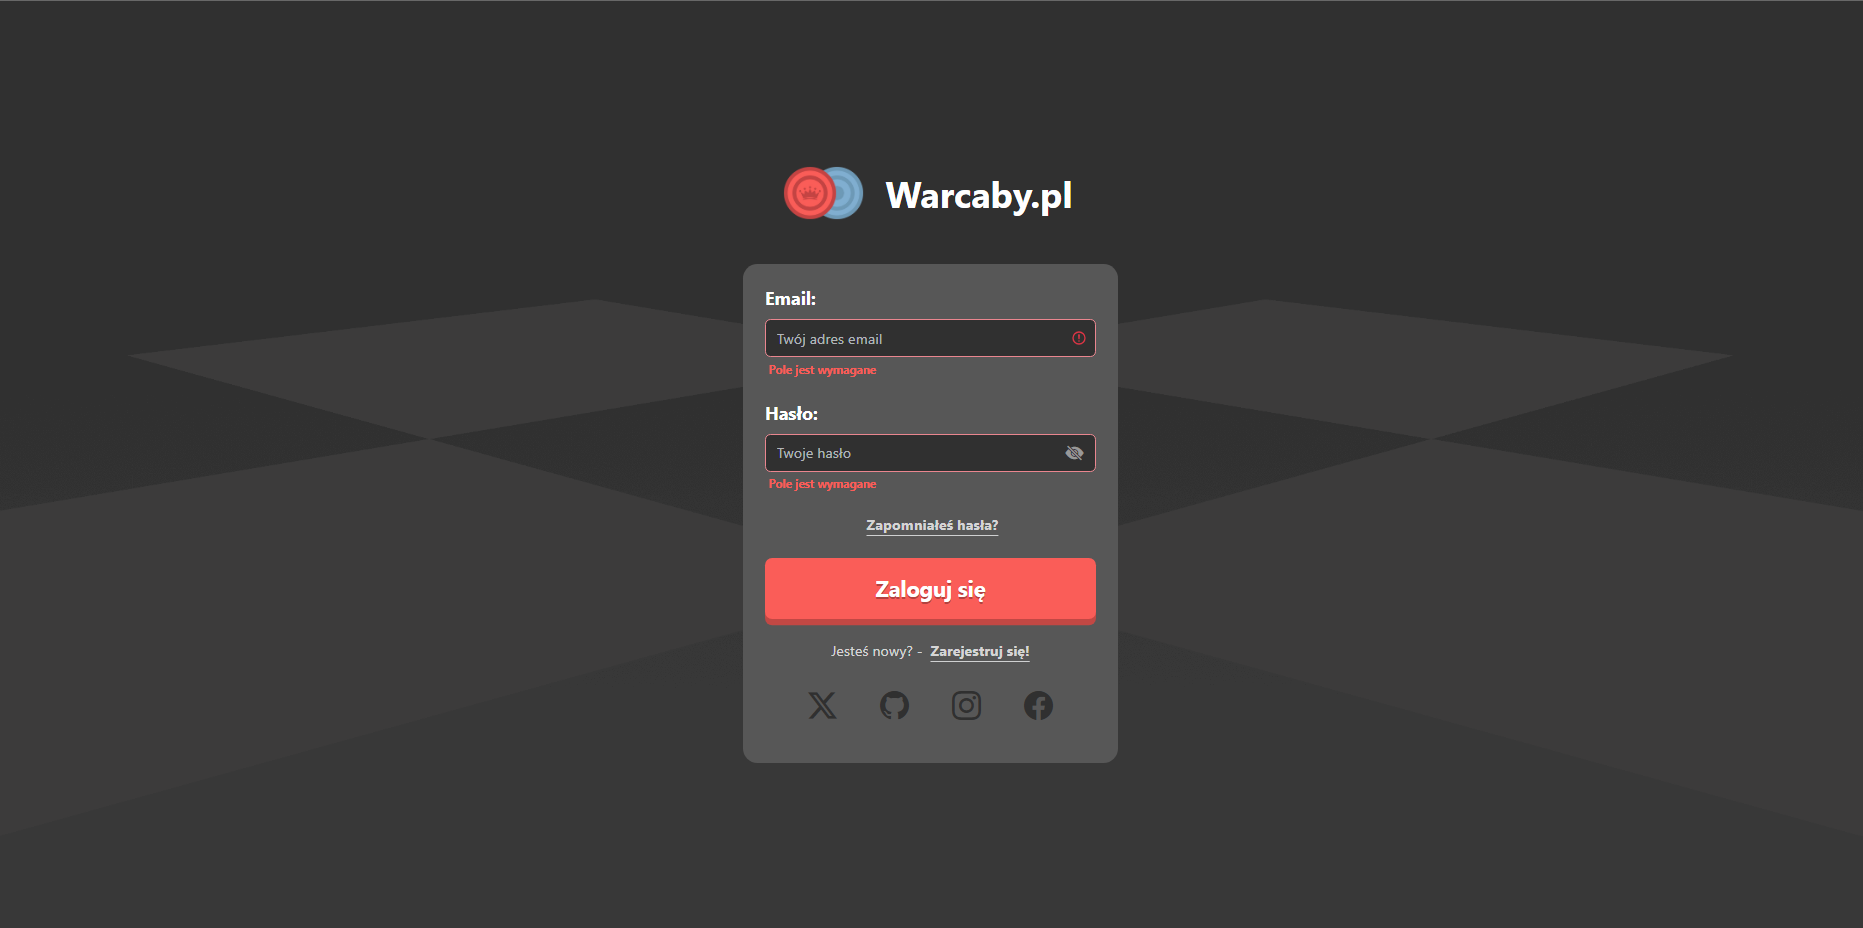 Warcaby.pl
Email:
Twój adres email
Pole jest wymagane
Hasło:
Twoje hasło
Pole jest wymagane
Zapomniałeś hasła?
Zaloguj się
Jesteś nowy? - Zarejestruj się!